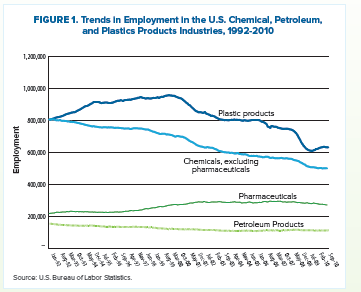 FIGURE 1. Trends in Employment in the U.S. Chemical, Petroleum,
and Plastics Products Industries, 1992-2010
1,200,000
1,000,000
800,000
600,000
400,000
200,000
–
Employment
Plastic products
Chemicals, excluding
pharmaceuticals
Pharmaceuticals
Petroleum Products
Source: U.S. Bureau of Labor Statistics.